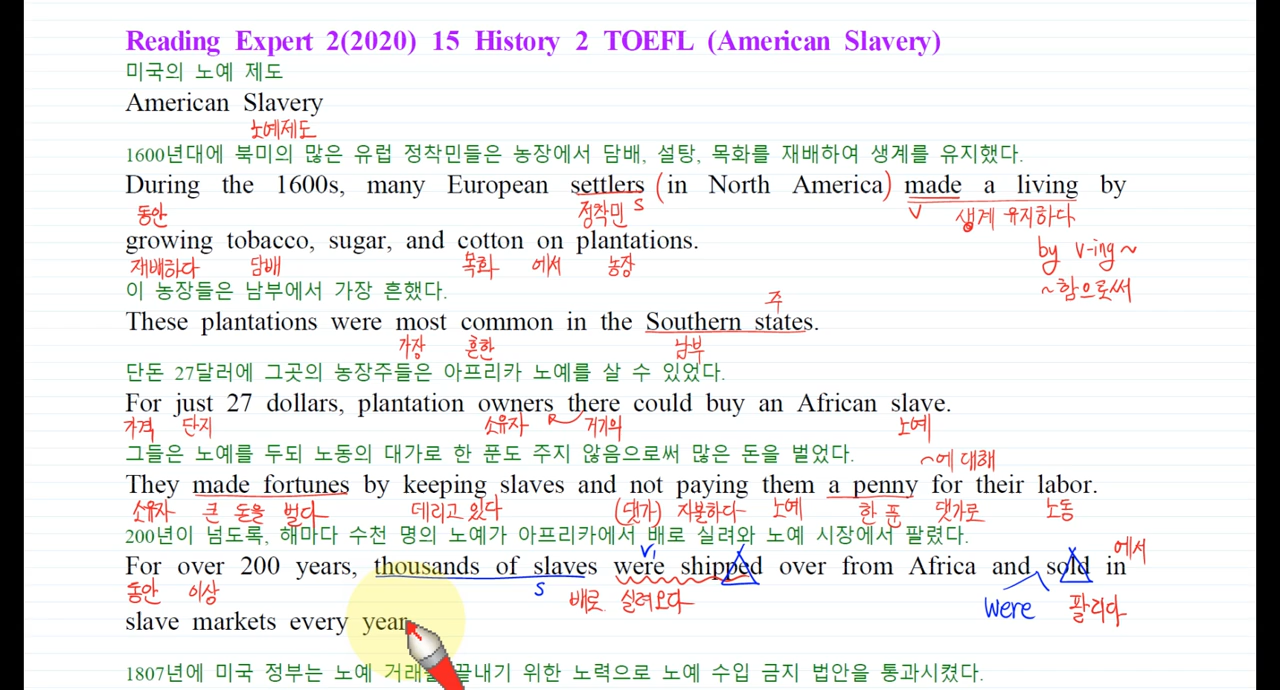 Reading Expert 2(2020) 15 History 2 TOEFL (American Slavery)
미국의 노예 제도
American Slavery
노예제도
1600년대에 북미의 많은 유럽 정착민들은 농장에서 담배, 설탕, 목화를 재배하여 생계를 유지했다.
During the 1600s, many European settlers (in North America) made a living by
동안 정착민 S V 생계 유지하다
growing tobacco, sugar, and cotton on plantations.
재배하다 담배 목화 에서 농장 by v-ing ~
이 농장들은 남부에서 가장 흔했다. 주 ~함으로써
These plantations were most common in the Southern states.
가장 흔한 남부
단돈 27달러에 그곳의 농장주들은 아프리카 노예를 살 수 있었다.
For just 27 dollars, plantation owners there could buy an African slave.
가격 단지 소유자 거기의 노예
그들은 노예를 두되 노동의 대가로 한 푼도 주지 않음으로써 많은 돈을 벌었다. ~에 대해
They made fortunes by keeping slaves and not paying them a penny for their labor.
소유자 큰 돈을 벌다 데리고 있다 (댓가) 지불하다 노예 한 푼 댓가로 노동
200년이 넘도록, 해마다 수천 명의 노예가 아프리카에서 배로 실려와 노예 시장에서 팔렸다.
V₁ 에서
For over 200 years, thousands of slaves were shipped over from Africa and sold in
동안 이상 S 배로 실려오다 were 팔리다
slave markets every year
1807년에 미국 정부는 노예 거래를 끝내기 위한 노력으로 노예 수입 금지 법안을 통과시켰다.